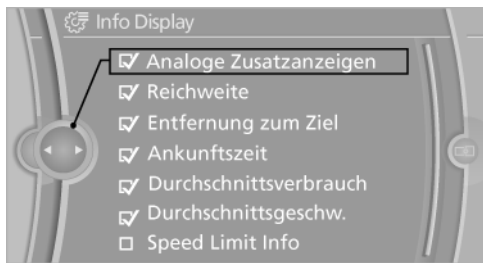 Info Display
Analoge Zusatzanzeigen
Reichweite
Entfernung zum Ziel
Ankunftszeit
Durchschnittsverbrauch
Durchschnittsgeschw.
Speed Limit Info